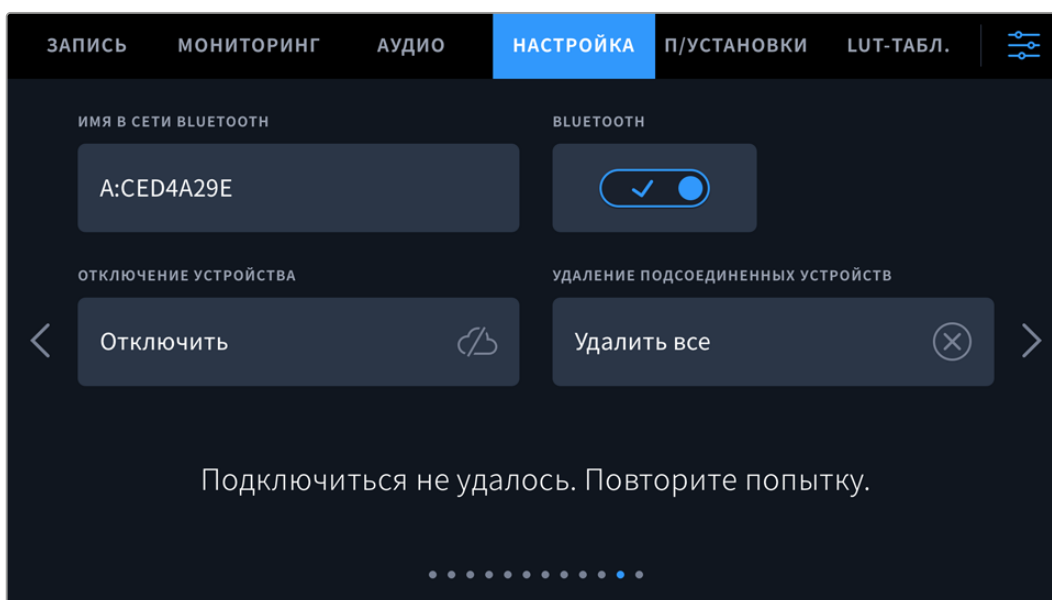 ЗАПИСЬ МОНИТОРИНГ АУДИО НАСТРОЙКА П/УСТАНОВКИ LUT-ТАБЛ.
ИМЯ В СЕТИ BLUETOOTH BLUETOOTH
A:CED4A29E
ОТКЛЮЧЕНИЕ УСТРОЙСТВА УДАЛЕНИЕ ПОДСОЕДИНЕННЫХ УСТРОЙСТВ
Отключить Удалить все
Подключиться не удалось. Повторите попытку.